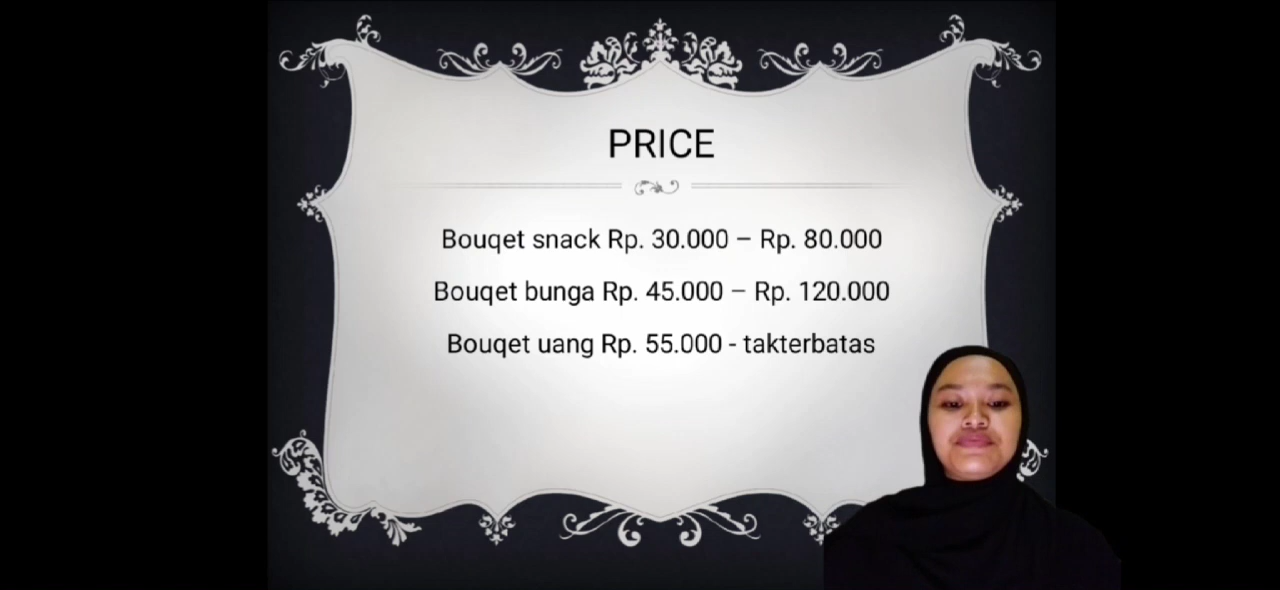 PRICE
Bouqet snack Rp. 30.000 – Rp. 80.000
Bouqet bunga Rp. 45.000 – Rp. 120.000
Bouqet uang Rp. 55.000 - takterbatas